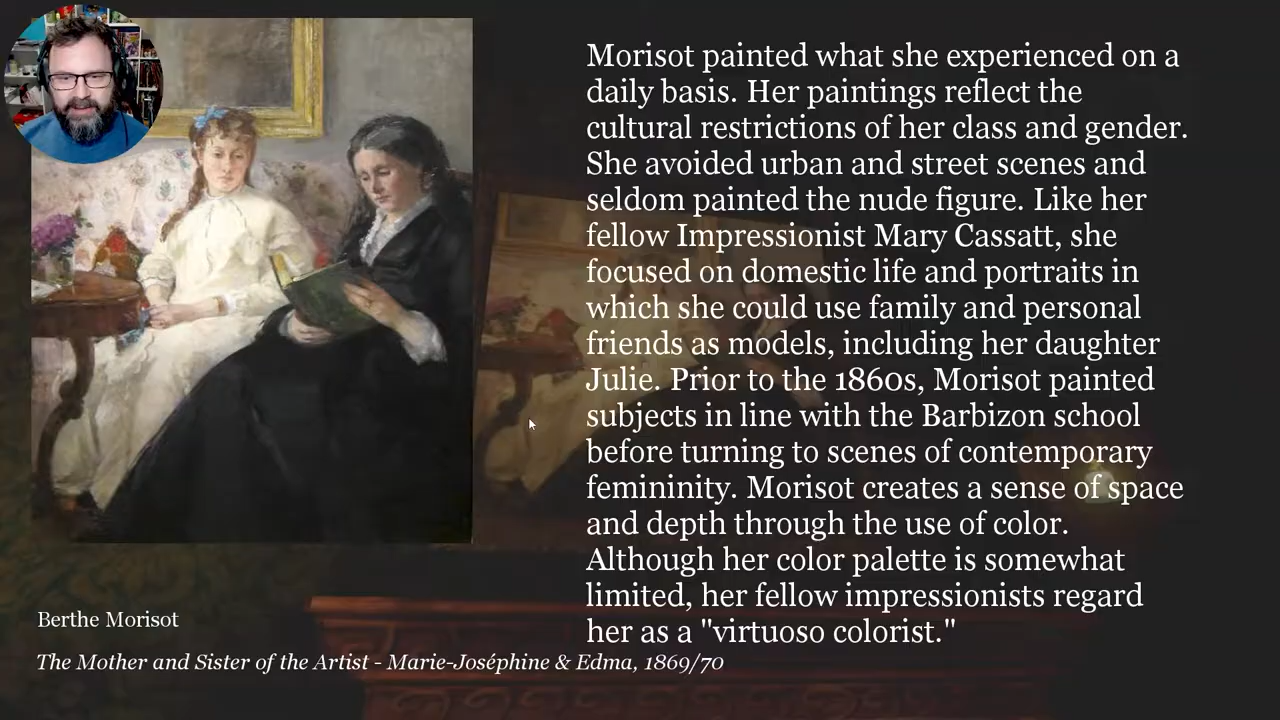 Morisot painted what she experienced on a
daily basis. Her paintings reflect the
cultural restrictions of her class and gender.
She avoided urban and street scenes and
seldom painted the nude figure. Like her
fellow Impressionist Mary Cassatt, she
focused on domestic life and portraits in
which she could use family and personal
friends as models, including her daughter
Julie. Prior to the 1860s, Morisot painted
subjects in line with the Barbizon school
before turning to scenes of contemporary
femininity. Morisot creates a sense of space
and depth through the use of color.
Although her color palette is somewhat
limited, her fellow impressionists regard
her as a "virtuoso colorist."
Berthe Morisot
The Mother and Sister of the Artist - Marie-Joséphine & Edma, 1869/70